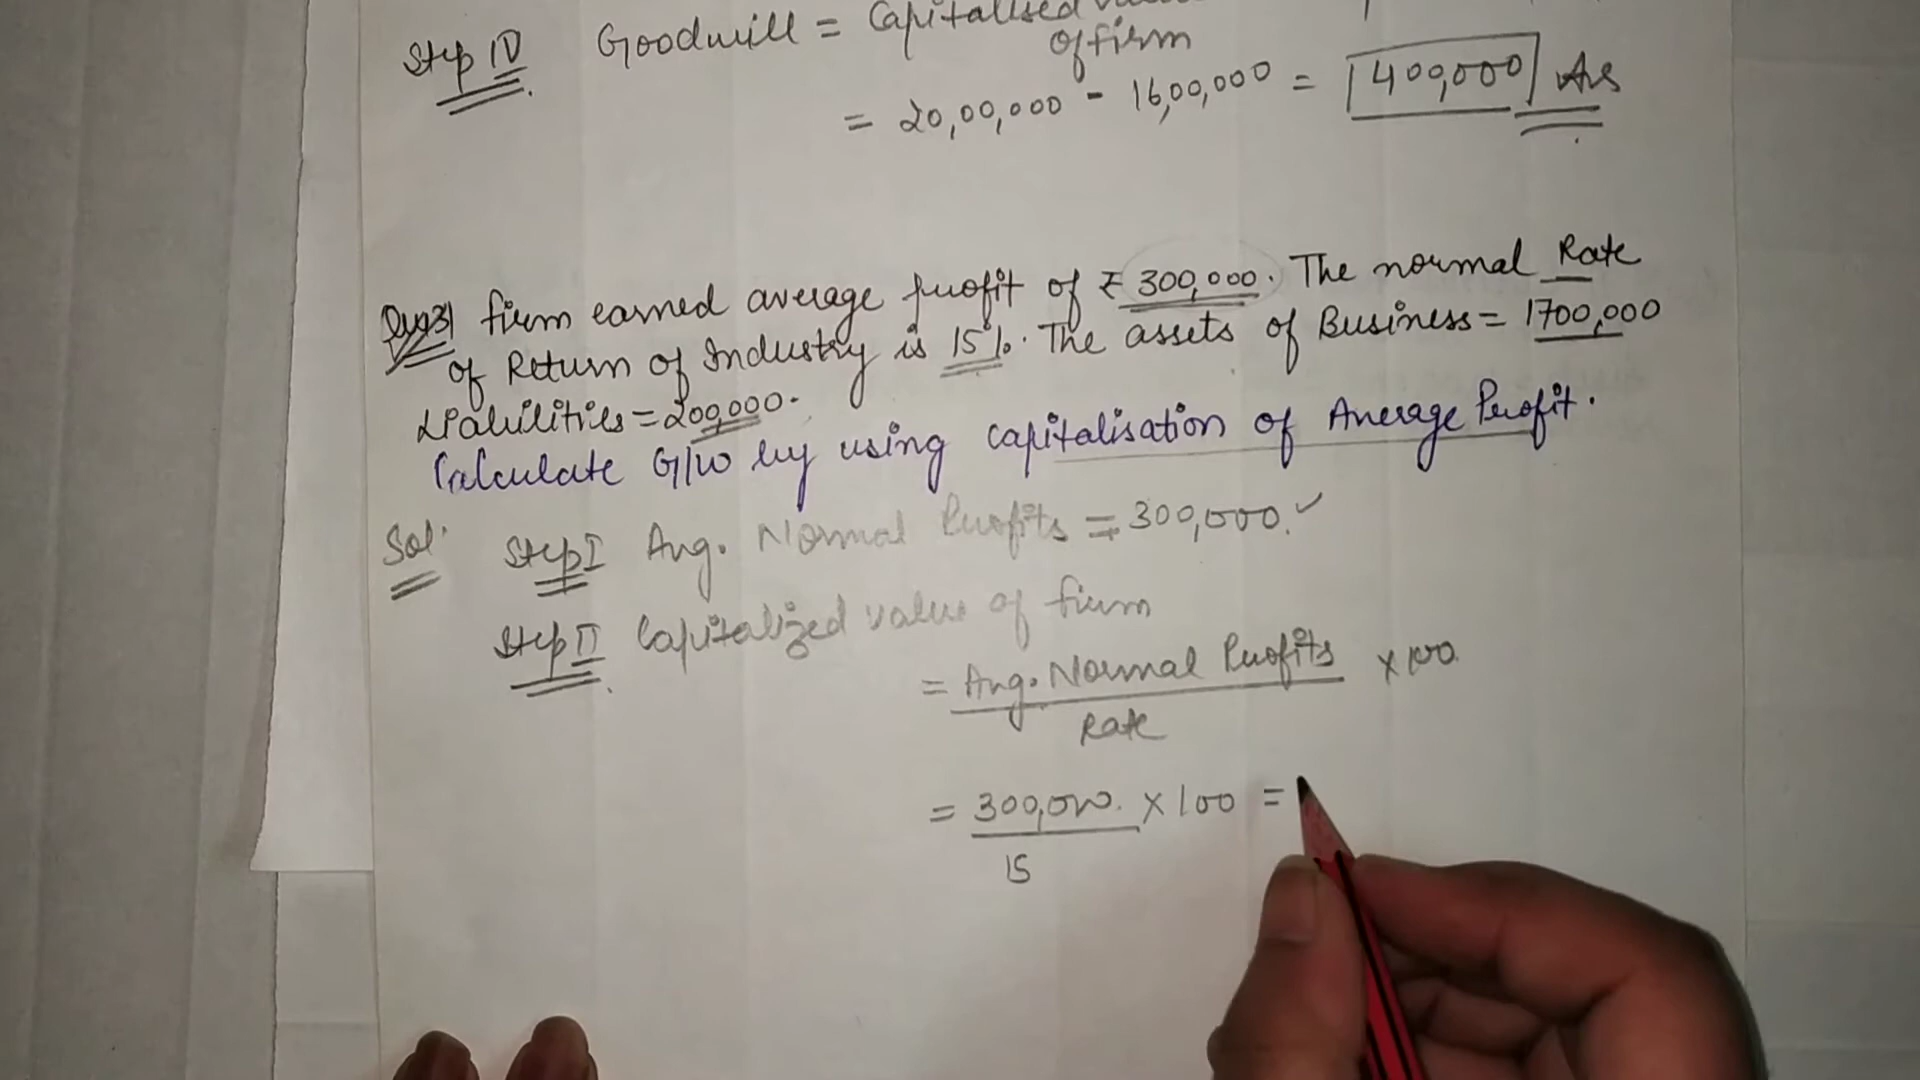 Step IV Goodwill = Capitalised
of firm
= 20,00,000 - 16,00,000 = 400,000 Ans
Ques3) firm earned average profit of ₹ 300,000. The normal Rate
of Return of Industry is 15%. The assets of Business = 1700,000
Liabilities = 200,000.
Calculate G/W by using Capitalisation of Average Profit.
Sol. Step I Avg. Normal Profits = 300,000.✓
Step II Capitalized value of firm
= Avg. Normal Profits x 100.
Rate
= 300,000. x 100 =
15